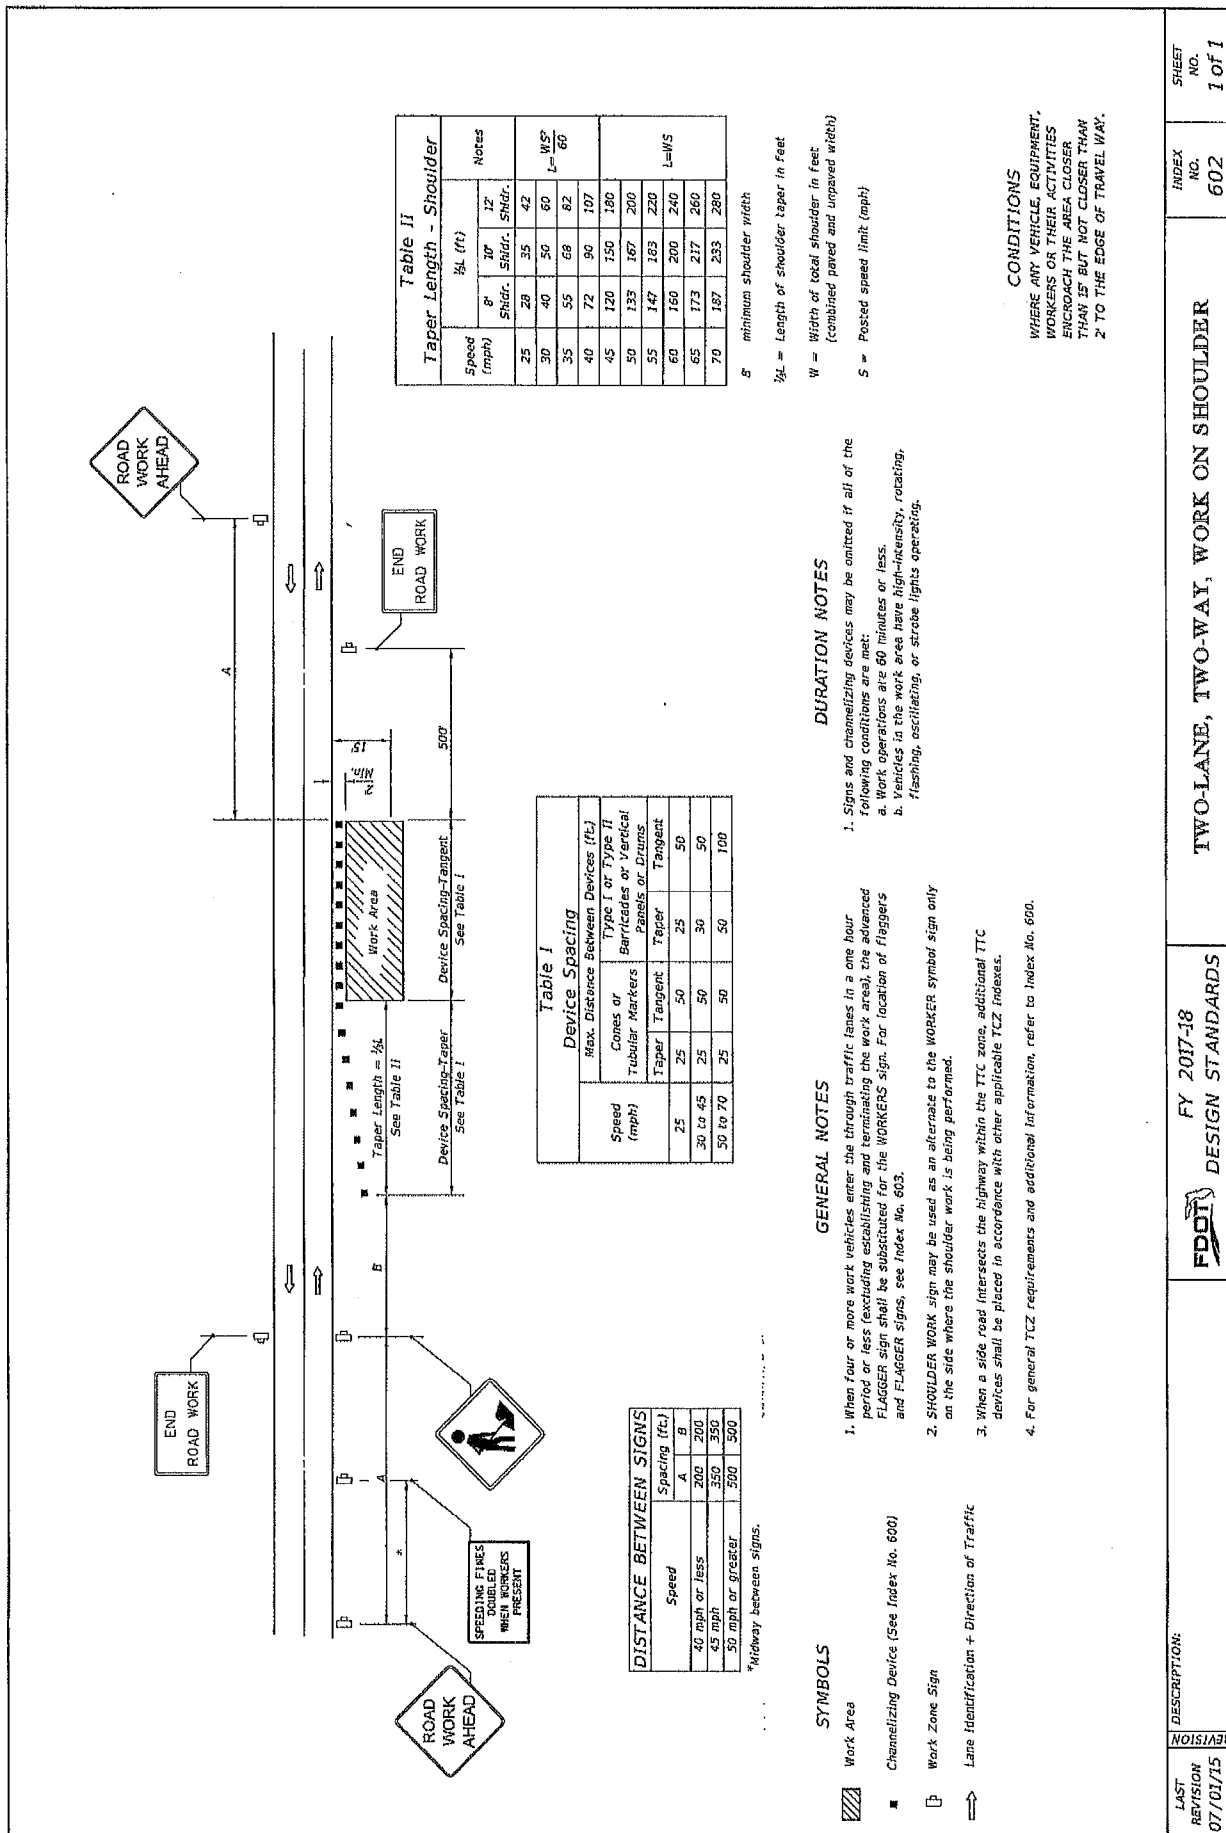 END
ROAD WORK
ROAD
WORK
AHEAD
A
B
Work Area
Taper Length = ⅓L
See Table II
Device Spacing-Taper
See Table I
Device Spacing-Tangent
See Table I
2'
Min.
15'
500'
END
ROAD WORK
A
*
SPEEDING FINES
DOUBLED
WHEN WORKERS
PRESENT
ROAD
WORK
AHEAD
DISTANCE BETWEEN SIGNS
Speed Spacing (ft.)
A B
40 mph or less 200 200
45 mph 350 350
50 mph or greater 500 500
*Midway between signs.
Table I
Device Spacing
Speed (mph) Max. Distance Between Devices (ft.)
Cones or Tubular Markers Type I or Type II Barricades or Vertical Panels or Drums
Taper Tangent Taper Tangent
25 25 50 25 50
30 to 45 25 50 30 50
50 to 70 25 50 50 100
Table II
Taper Length - Shoulder
Speed (mph) ⅓L (ft) Notes
8' Shldr. 10' Shldr. 12' Shldr.
25 28 35 42
30 40 50 60
35 55 68 82
40 72 90 107
L= WS²/60
45 120 150 180
50 133 167 200
55 147 183 220
60 160 200 240
65 173 217 260
70 187 233 280
L=WS
8' minimum shoulder width
⅓L = Length of shoulder taper in feet
W = Width of total shoulder in feet
(combined paved and unpaved width)
S = Posted speed limit (mph)
SYMBOLS
Work Area
Channelizing Device (See Index No. 600)
Work Zone Sign
Lane Identification + Direction of Traffic
GENERAL NOTES
1. When four or more work vehicles enter the through traffic lanes in a one hour
period or less (excluding establishing and terminating the work area), the advanced
FLAGGER sign shall be substituted for the WORKERS sign. For location of flaggers
and FLAGGER signs, see Index No. 603.
2. SHOULDER WORK sign may be used as an alternate to the WORKER symbol sign only
on the side where the shoulder work is being performed.
3. When a side road intersects the highway within the TTC zone, additional TTC
devices shall be placed in accordance with other applicable TCZ Indexes.
4. For general TCZ requirements and additional information, refer to Index No. 600.
DURATION NOTES
1. Signs and channelizing devices may be omitted if all of the
following conditions are met:
a. Work operations are 60 minutes or less.
b. Vehicles in the work area have high-intensity, rotating,
flashing, oscillating, or strobe lights operating.
CONDITIONS
WHERE ANY VEHICLE, EQUIPMENT,
WORKERS OR THEIR ACTIVITIES
ENCROACH THE AREA CLOSER
THAN 15' BUT NOT CLOSER THAN
2' TO THE EDGE OF TRAVEL WAY.
LAST
REVISION
07/01/15
REVISION
DESCRIPTION:
FDOT
FY 2017-18
DESIGN STANDARDS
TWO-LANE, TWO-WAY, WORK ON SHOULDER
INDEX
NO.
602
SHEET
NO.
1 of 1